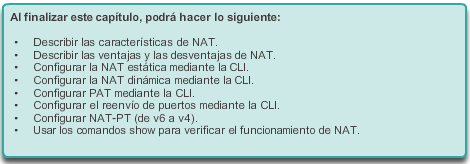 Al finalizar este capítulo, podrá hacer lo siguiente:
• Describir las características de NAT.
• Describir las ventajas y las desventajas de NAT.
• Configurar la NAT estática mediante la CLI.
• Configurar la NAT dinámica mediante la CLI.
• Configurar PAT mediante la CLI.
• Configurar el reenvío de puertos mediante la CLI.
• Configurar NAT-PT (de v6 a v4).
• Usar los comandos show para verificar el funcionamiento de NAT.